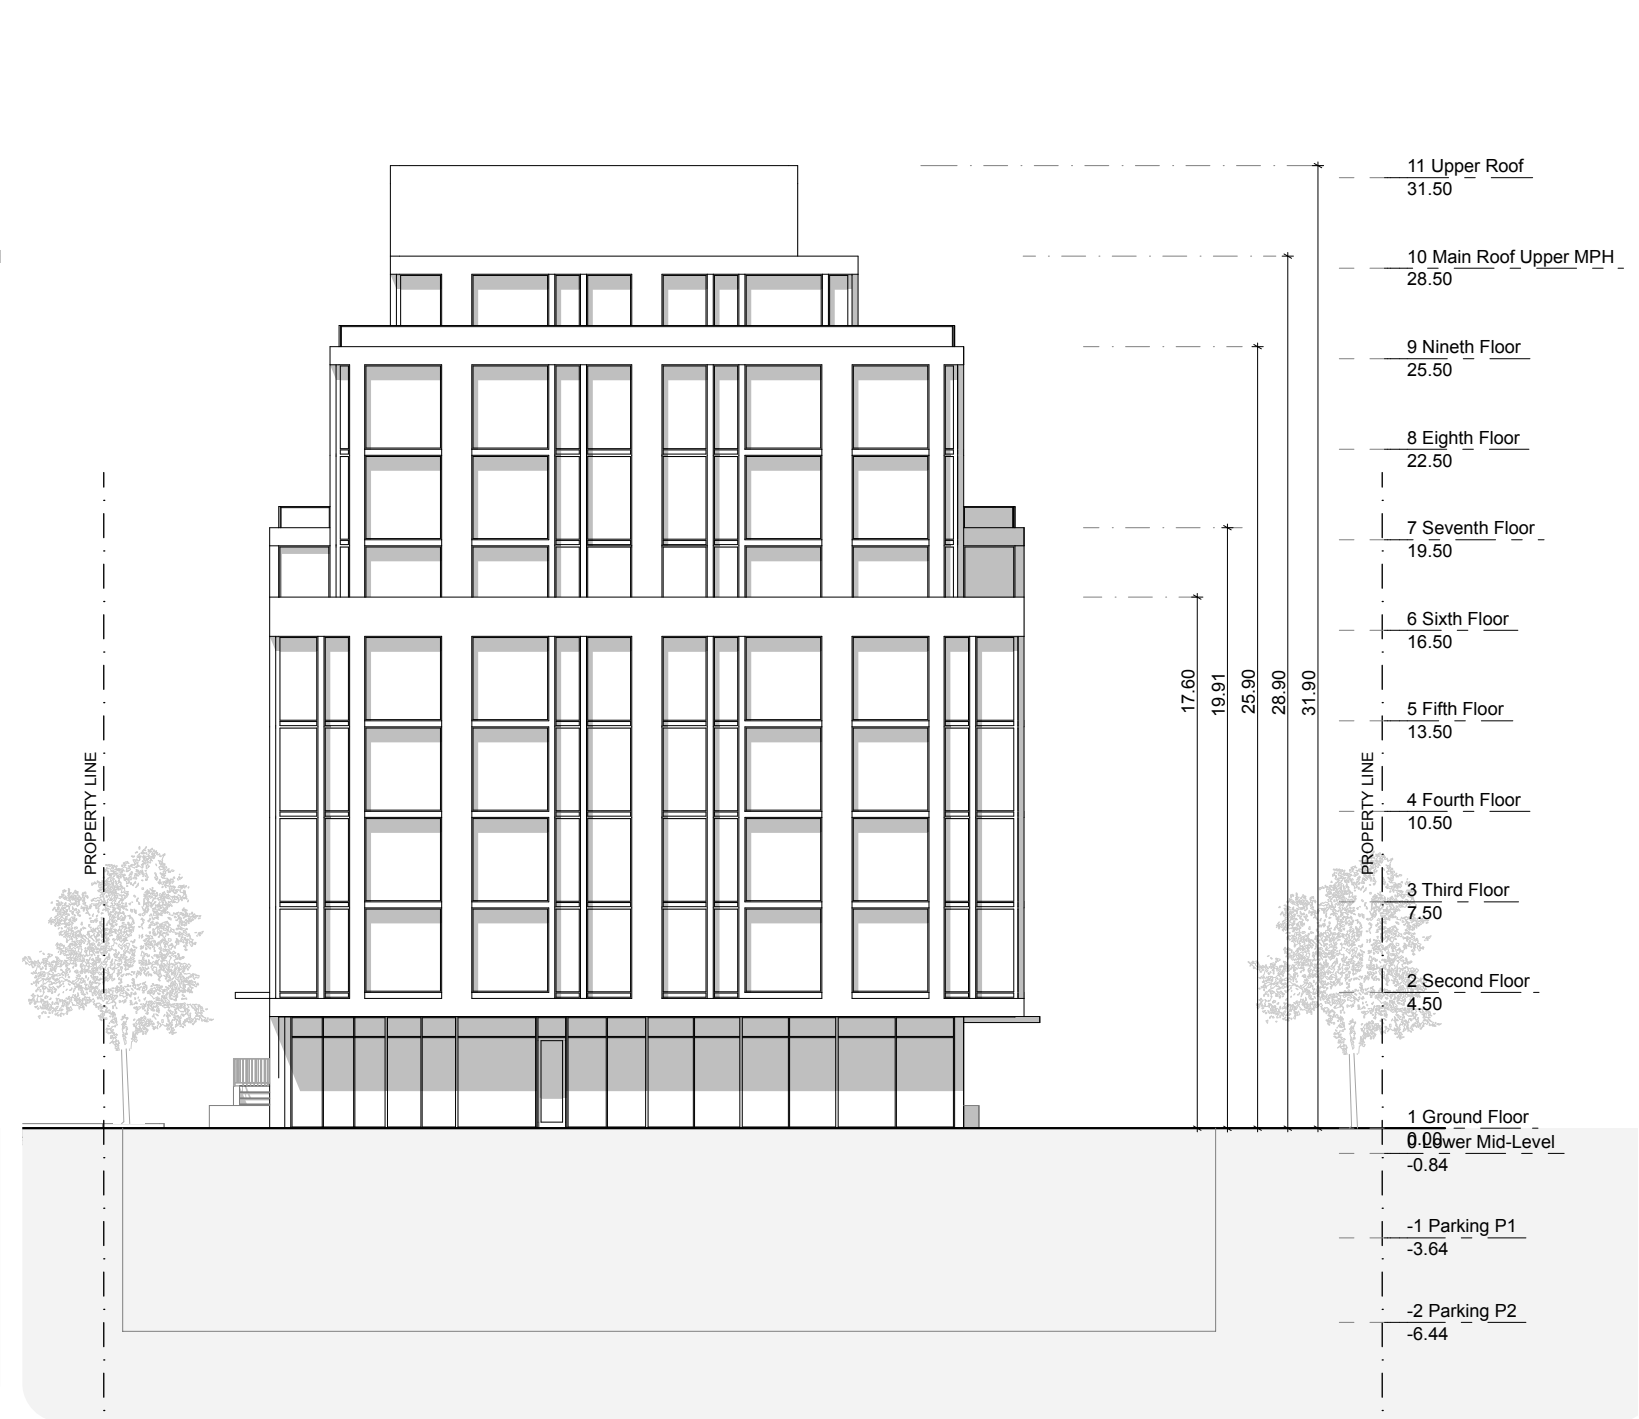 11 Upper Roof
31.50
10 Main Roof Upper MPH
28.50
9 Nineth Floor
25.50
8 Eighth Floor
22.50
7 Seventh Floor
19.50
6 Sixth Floor
16.50
17.60
19.91
25.90
28.90
31.90
5 Fifth Floor
13.50
PROPERTY LINE
PROPERTY LINE
4 Fourth Floor
10.50
3 Third Floor
7.50
2 Second Floor
4.50
1 Ground Floor
0.00
0 Lower Mid-Level
-0.84
-1 Parking P1
-3.64
-2 Parking P2
-6.44